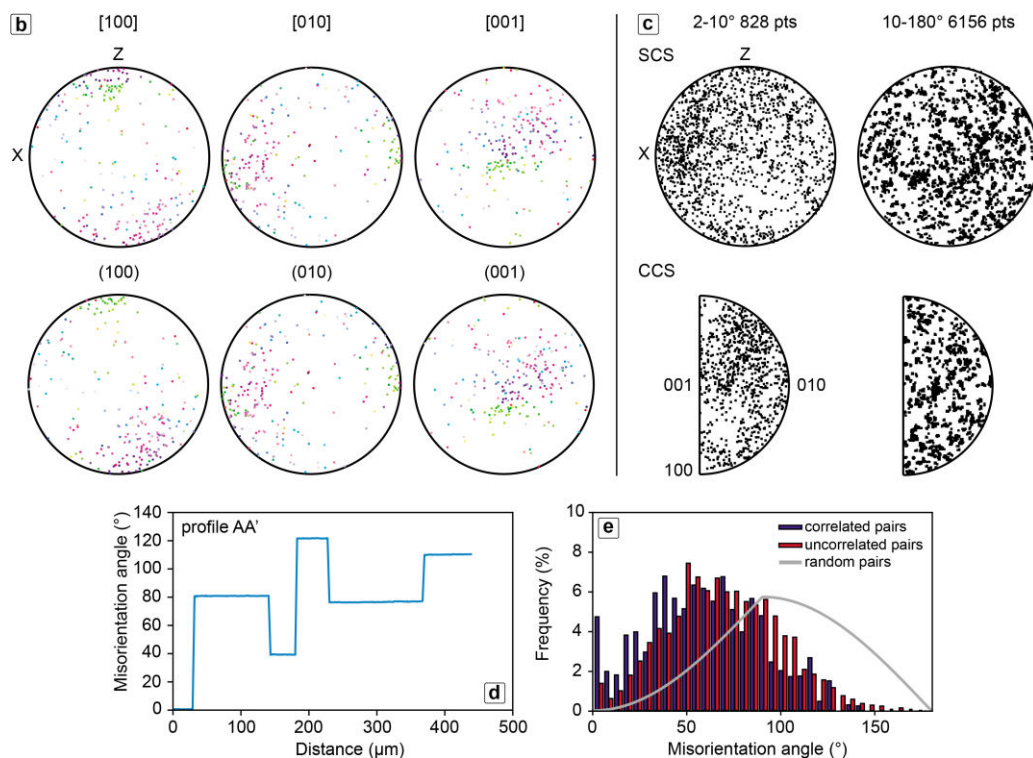 b
[100]
[010]
[001]
Z
X
(100)
(010)
(001)
c
2-10° 828 pts
10-180° 6156 pts
SCS
Z
X
CCS
001
010
100
profile AA’
Misorientation angle (°)
140
120
100
80
60
40
20
0
0
100
200
300
400
500
Distance (µm)
d
e
correlated pairs
uncorrelated pairs
random pairs
Frequency (%)
10
8
6
4
2
0
0
50
100
150
Misorientation angle (°)